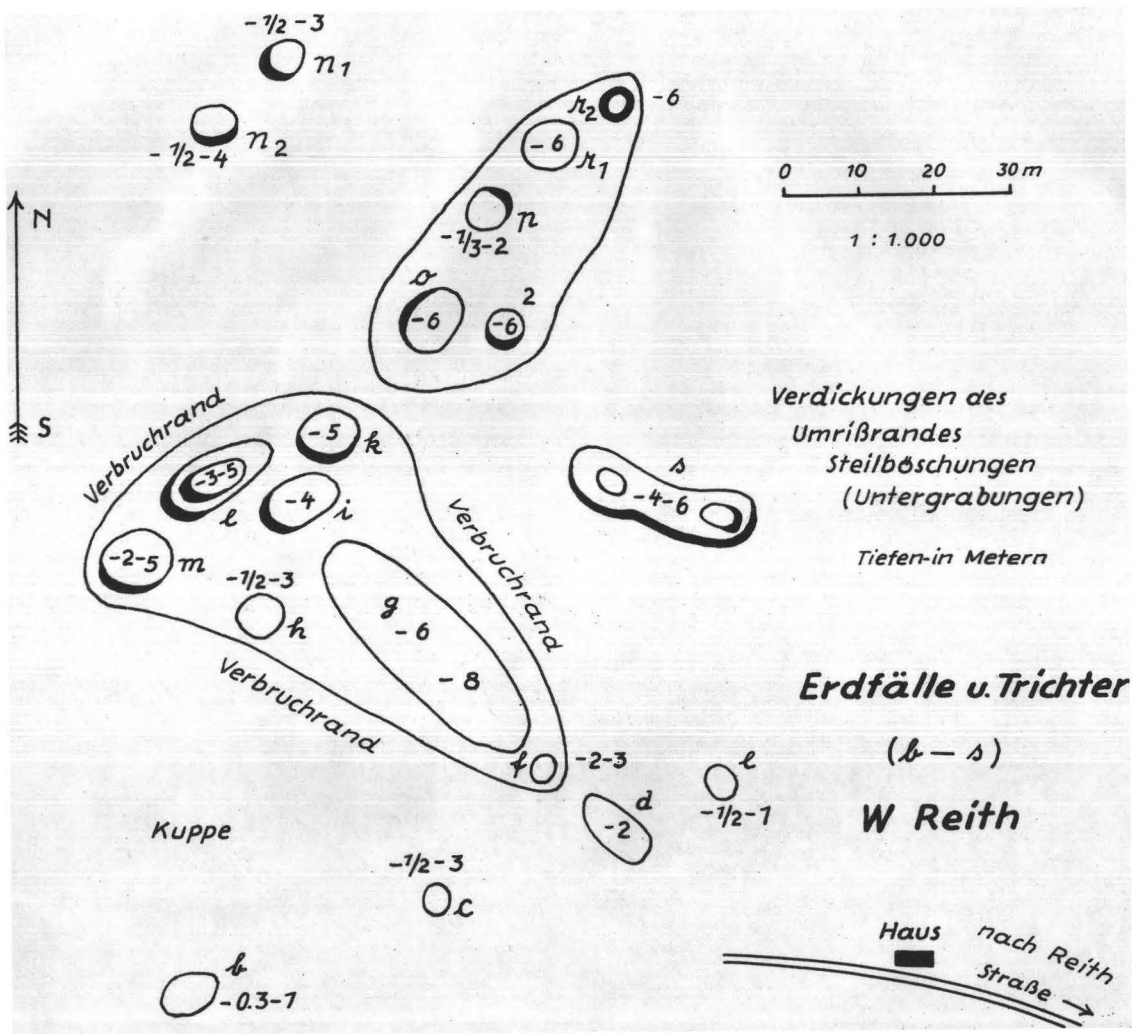 -1/2-3
n1
n2
-1/2-4
r2
-6
-6
r1
p
-1/3-2
o
-6
2
-6
0 10 20 30 m
1 : 1.000
N
S
Verdickungen des
Umrißrandes
Steilböschungen
(Untergrabungen)
Tiefen-in Metern
Verbruchrand
-5
k
-3-5
l
-4
i
-2-5
m
-1/2-3
h
Verbruchrand
g
-6
-8
Verbruchrand
s
-4-6
Erdfälle u. Trichter
(b – s)
W Reith
f
-2-3
d
-2
e
-1/2-1
Kuppe
-1/2-3
c
b
-0.3-1
Haus
nach Reith
Straße →